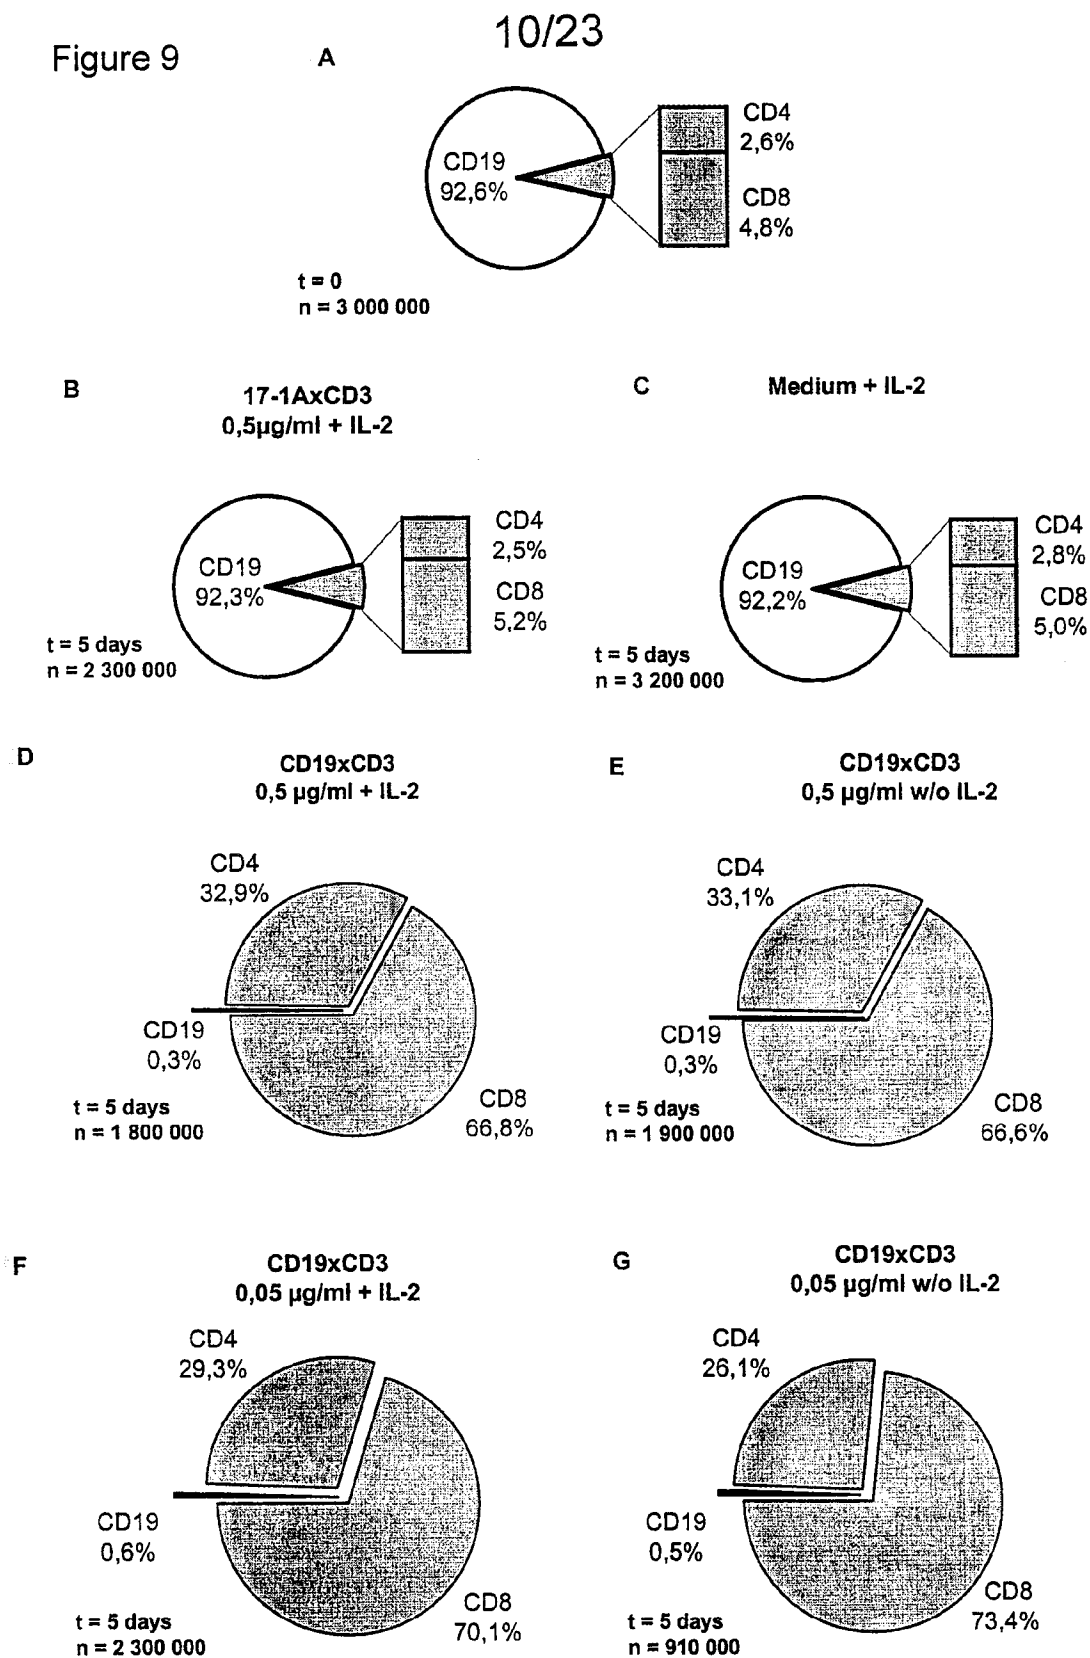 10/23
Figure 9
A
CD19
92,6%
CD4
2,6%
CD8
4,8%
t = 0
n = 3 000 000
B
17-1AxCD3
0,5µg/ml + IL-2
CD19
92,3%
CD4
2,5%
CD8
5,2%
t = 5 days
n = 2 300 000
C
Medium + IL-2
CD19
92,2%
CD4
2,8%
CD8
5,0%
t = 5 days
n = 3 200 000
D
CD19xCD3
0,5 µg/ml + IL-2
CD4
32,9%
CD19
0,3%
CD8
66,8%
t = 5 days
n = 1 800 000
E
CD19xCD3
0,5 µg/ml w/o IL-2
CD4
33,1%
CD19
0,3%
CD8
66,6%
t = 5 days
n = 1 900 000
F
CD19xCD3
0,05 µg/ml + IL-2
CD4
29,3%
CD19
0,6%
CD8
70,1%
t = 5 days
n = 2 300 000
G
CD19xCD3
0,05 µg/ml w/o IL-2
CD4
26,1%
CD19
0,5%
CD8
73,4%
t = 5 days
n = 910 000